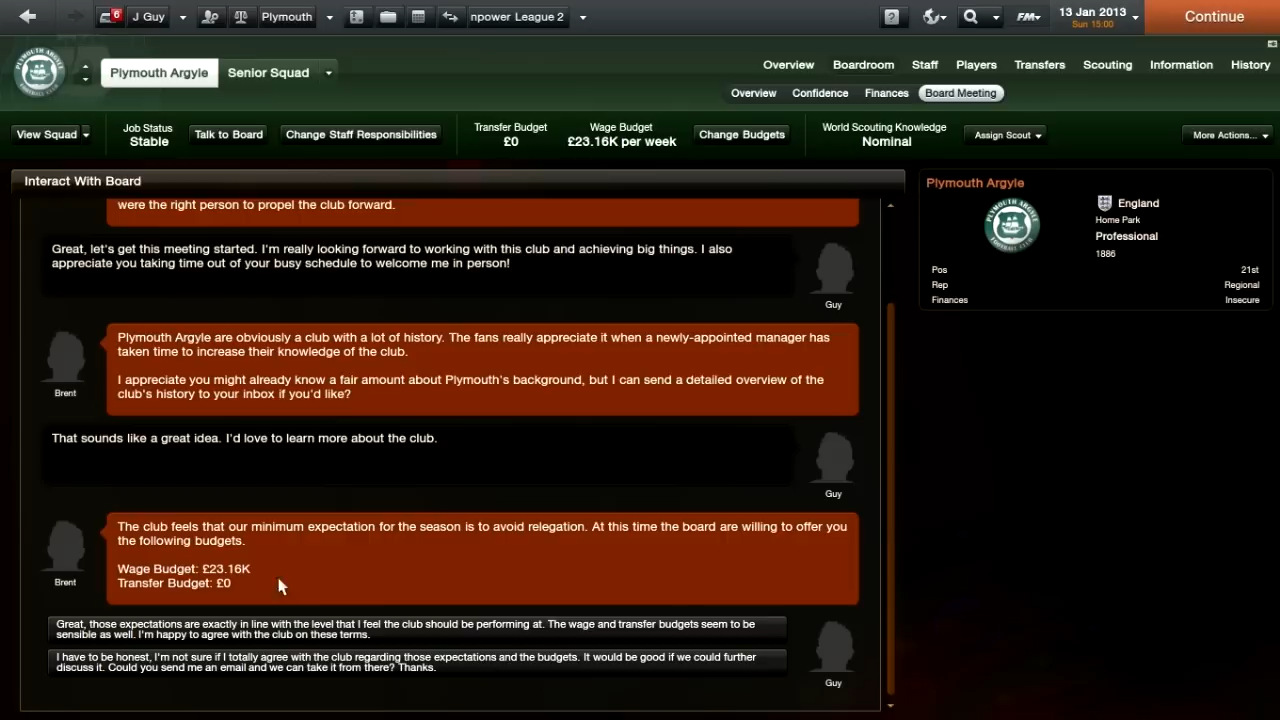 6 J Guy Plymouth npower League 2 ? FM 13 Jan 2013 Sun 15:00 Continue
Plymouth Argyle Senior Squad
Overview Boardroom Staff Players Transfers Scouting Information History
Overview Confidence Finances Board Meeting
View Squad Job Status Stable Talk to Board Change Staff Responsibilities Transfer Budget £0 Wage Budget £23.16K per week Change Budgets World Scouting Knowledge Nominal Assign Scout More Actions...
Interact With Board
were the right person to propel the club forward.
Great, let's get this meeting started. I'm really looking forward to working with this club and achieving big things. I also
appreciate you taking time out of your busy schedule to welcome me in person!
Guy
Plymouth Argyle are obviously a club with a lot of history. The fans really appreciate it when a newly-appointed manager has
taken time to increase their knowledge of the club.
I appreciate you might already know a fair amount about Plymouth's background, but I can send a detailed overview of the
club's history to your inbox if you'd like?
Brent
That sounds like a great idea. I'd love to learn more about the club.
Guy
The club feels that our minimum expectation for the season is to avoid relegation. At this time the board are willing to offer you
the following budgets.
Wage Budget: £23.16K
Transfer Budget: £0
Brent
Great, those expectations are exactly in line with the level that I feel the club should be performing at. The wage and transfer budgets seem to be
sensible as well. I'm happy to agree with the club on these terms.
I have to be honest, I'm not sure if I totally agree with the club regarding those expectations and the budgets. It would be good if we could further
discuss it. Could you send me an email and we can take it from there? Thanks.
Guy
Plymouth Argyle
England
Home Park
Professional
1886
Pos 21st
Rep Regional
Finances Insecure